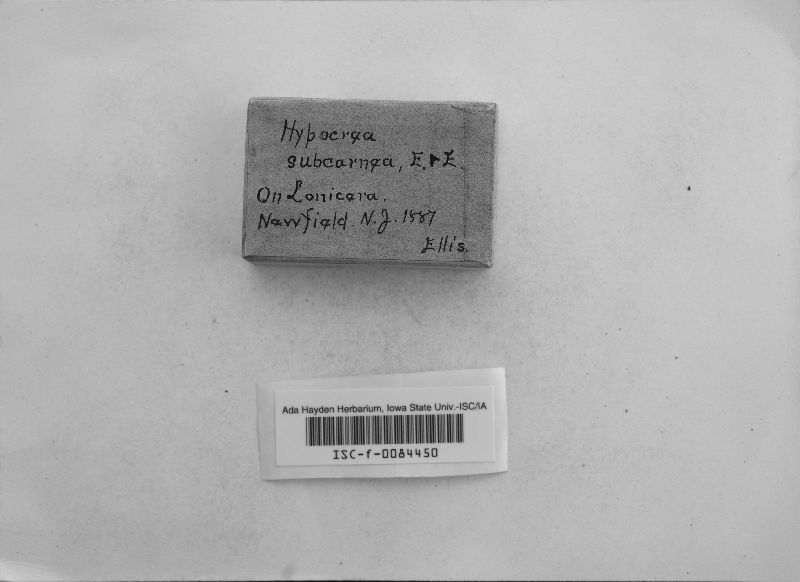 Hypocrea
subcarnea, E. & E.
On Lonicera.
Newfield. N.J. 1887
Ellis.
Ada Hayden Herbarium, Iowa State Univ.-ISC/IA
ISC-f-0084450